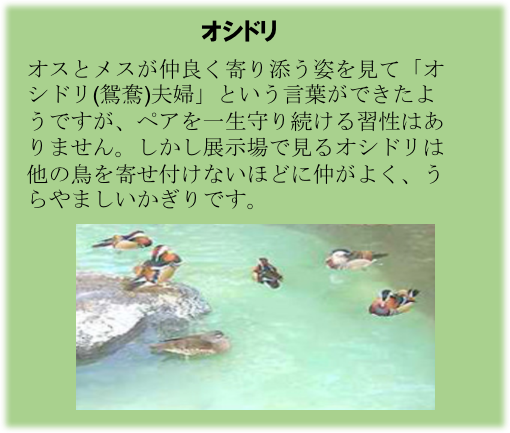 オシドリ
オスとメスが仲良く寄り添う姿を見て「オ
シドリ(鴛鴦)夫婦」という言葉ができたよ
うですが、ペアを一生守り続ける習性はあ
りません。しかし展示場で見るオシドリは
他の鳥を寄せ付けないほどに仲がよく、う
らやましいかぎりです。